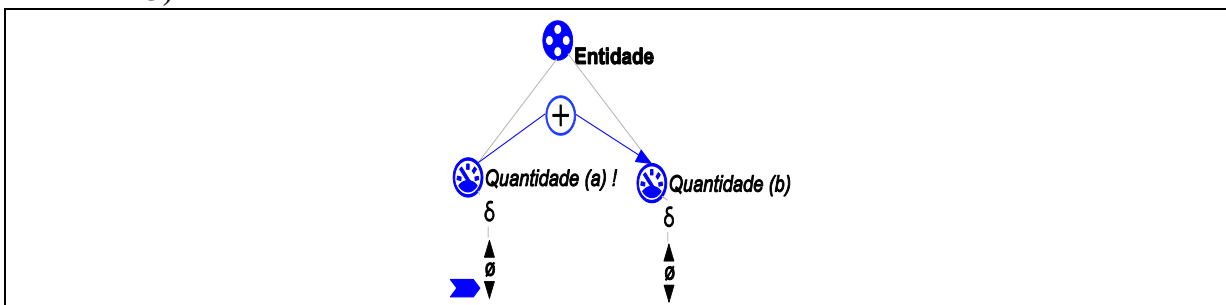 Entidade
+
Quantidade (a) ! Quantidade (b)
δ δ
ø ø